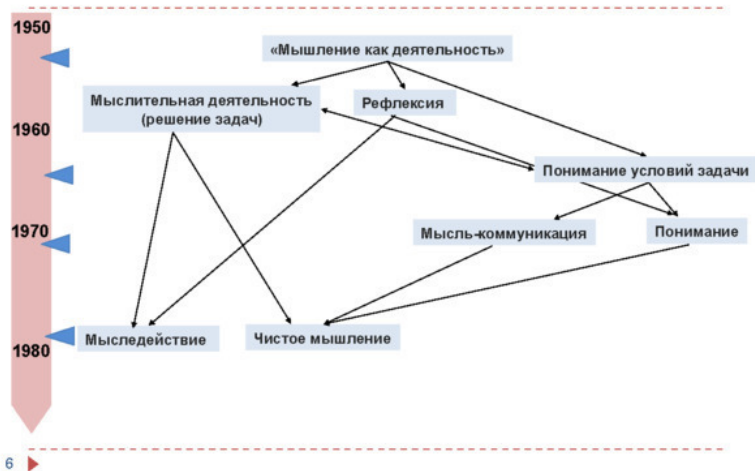 1950
«Мышление как деятельность»
Мыслительная деятельность
(решение задач)
Рефлексия
1960
Понимание условий задачи
1970
Мысль-коммуникация
Понимание
Мыследействие
Чистое мышление
1980
6